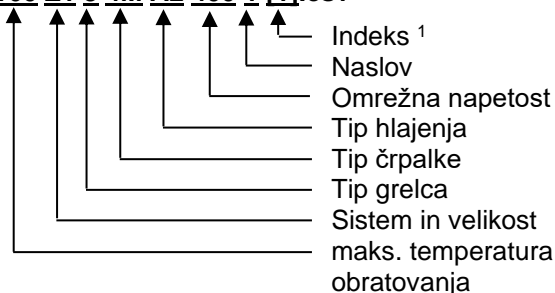 Indeks ¹
Naslov
Omrežna napetost
Tip hlajenja
Tip črpalke
Tip grelca
Sistem in velikost
maks. temperatura
obratovanja